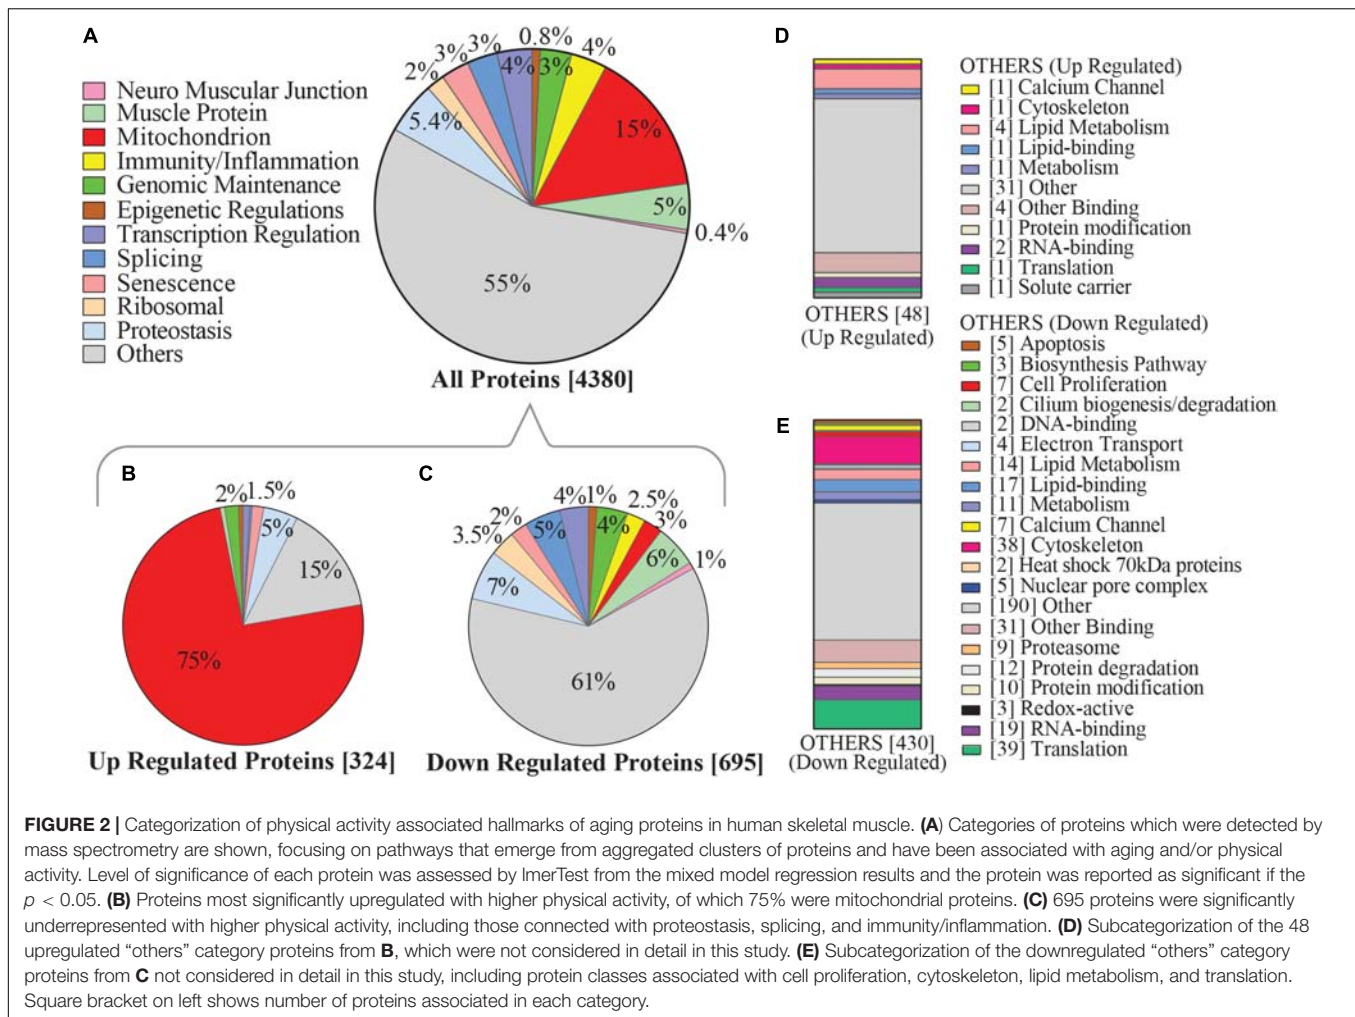 A
Neuro Muscular Junction
Muscle Protein
Mitochondrion
Immunity/Inflammation
Genomic Maintenance
Epigenetic Regulations
Transcription Regulation
Splicing
Senescence
Ribosomal
Proteostasis
Others
0.8%
3%
4%
15%
5%
0.4%
55%
5.4%
2%
3%
3%
4%
All Proteins [4380]
B
2%
1.5%
5%
15%
75%
Up Regulated Proteins [324]
C
4%
1%
4%
2.5%
3%
6%
1%
61%
7%
3.5%
2%
5%
Down Regulated Proteins [695]
D
OTHERS [48]
(Up Regulated)
OTHERS (Up Regulated)
[1] Calcium Channel
[1] Cytoskeleton
[4] Lipid Metabolism
[1] Lipid-binding
[1] Metabolism
[31] Other
[4] Other Binding
[1] Protein modification
[2] RNA-binding
[1] Translation
[1] Solute carrier
E
OTHERS [430]
(Down Regulated)
OTHERS (Down Regulated)
[5] Apoptosis
[3] Biosynthesis Pathway
[7] Cell Proliferation
[2] Cilium biogenesis/degradation
[2] DNA-binding
[4] Electron Transport
[14] Lipid Metabolism
[17] Lipid-binding
[11] Metabolism
[7] Calcium Channel
[38] Cytoskeleton
[2] Heat shock 70kDa proteins
[5] Nuclear pore complex
[190] Other
[31] Other Binding
[9] Proteasome
[12] Protein degradation
[10] Protein modification
[3] Redox-active
[19] RNA-binding
[39] Translation
FIGURE 2 | Categorization of physical activity associated hallmarks of aging proteins in human skeletal muscle. (A) Categories of proteins which were detected by
mass spectrometry are shown, focusing on pathways that emerge from aggregated clusters of proteins and have been associated with aging and/or physical
activity. Level of significance of each protein was assessed by lmerTest from the mixed model regression results and the protein was reported as significant if the
p < 0.05. (B) Proteins most significantly upregulated with higher physical activity, of which 75% were mitochondrial proteins. (C) 695 proteins were significantly
underrepresented with higher physical activity, including those connected with proteostasis, splicing, and immunity/inflammation. (D) Subcategorization of the 48
upregulated “others” category proteins from B, which were not considered in detail in this study. (E) Subcategorization of the downregulated “others” category
proteins from C not considered in detail in this study, including protein classes associated with cell proliferation, cytoskeleton, lipid metabolism, and translation.
Square bracket on left shows number of proteins associated in each category.